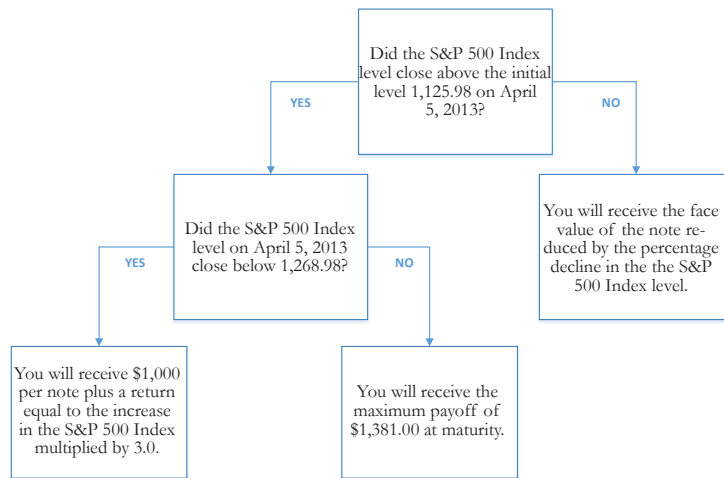 Did the S&P 500 Index
level close above the initial
level 1,125.98 on April
5, 2013?
YES
NO
Did the S&P 500 Index
level on April 5, 2013
close below 1,268.98?
You will receive the face
value of the note re-
duced by the percentage
decline in the the S&P
500 Index level.
YES
NO
You will receive $1,000
per note plus a return
equal to the increase
in the S&P 500 Index
multiplied by 3.0.
You will receive the
maximum payoff of
$1,381.00 at maturity.